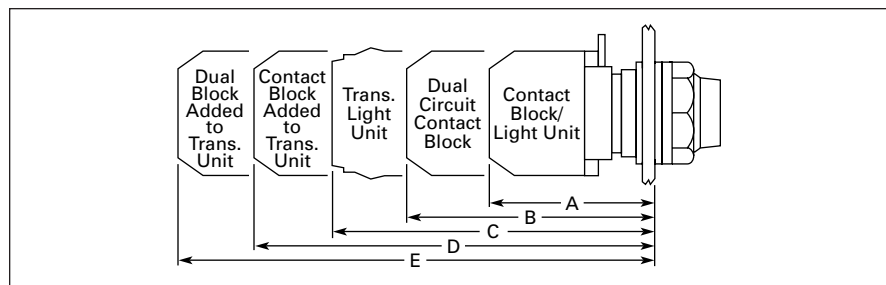 Dual
Block
Added
to
Trans.
Unit
Contact
Block
Added
to
Trans.
Unit
Trans.
Light
Unit
Dual
Circuit
Contact
Block
Contact
Block/
Light Unit
A
B
C
D
E